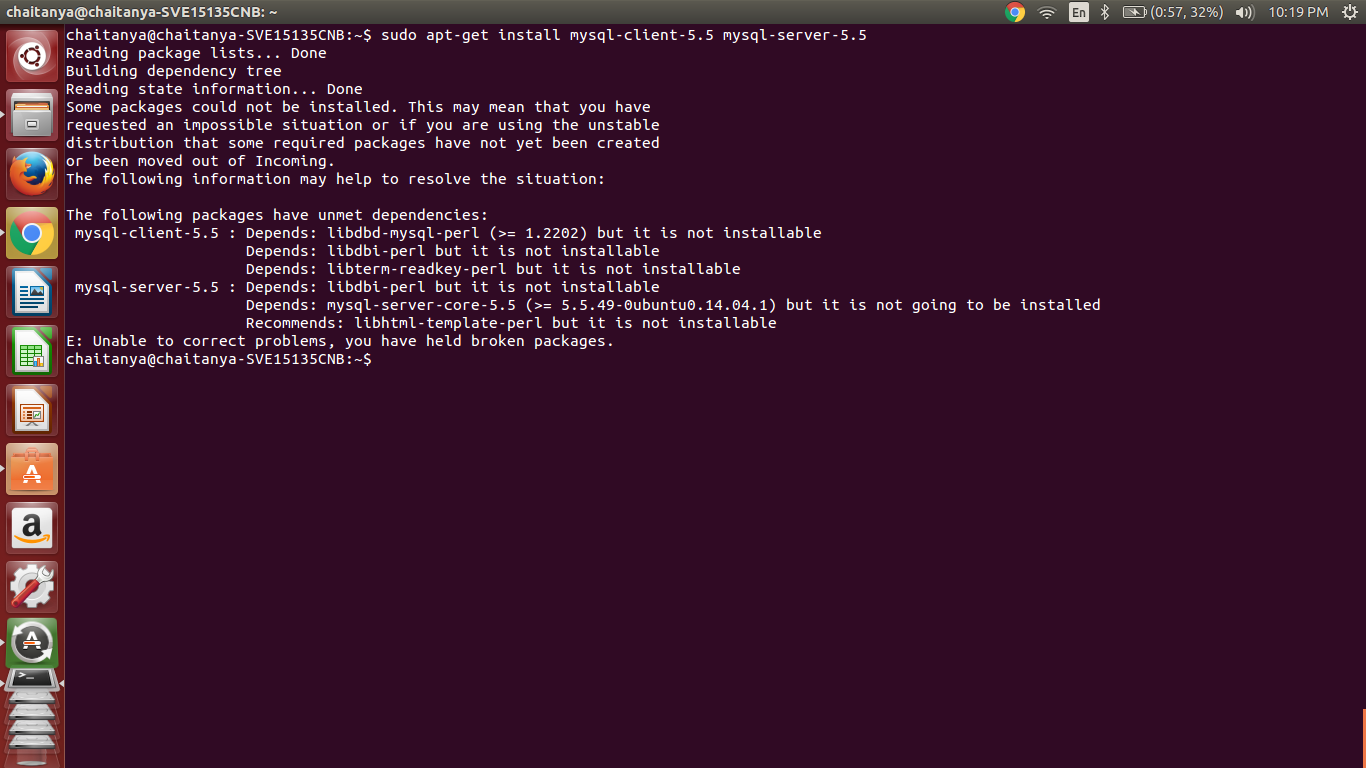 chaitanya@chaitanya-SVE15135CNB: ~
En
(0:57, 32%)
10:19 PM
chaitanya@chaitanya-SVE15135CNB:~$ sudo apt-get install mysql-client-5.5 mysql-server-5.5
Reading package lists... Done
Building dependency tree
Reading state information... Done
Some packages could not be installed. This may mean that you have
requested an impossible situation or if you are using the unstable
distribution that some required packages have not yet been created
or been moved out of Incoming.
The following information may help to resolve the situation:

The following packages have unmet dependencies:
 mysql-client-5.5 : Depends: libdbd-mysql-perl (>= 1.2202) but it is not installable
                    Depends: libdbi-perl but it is not installable
                    Depends: libterm-readkey-perl but it is not installable
 mysql-server-5.5 : Depends: libdbi-perl but it is not installable
                    Depends: mysql-server-core-5.5 (>= 5.5.49-0ubuntu0.14.04.1) but it is not going to be installed
                    Recommends: libhtml-template-perl but it is not installable
E: Unable to correct problems, you have held broken packages.
chaitanya@chaitanya-SVE15135CNB:~$